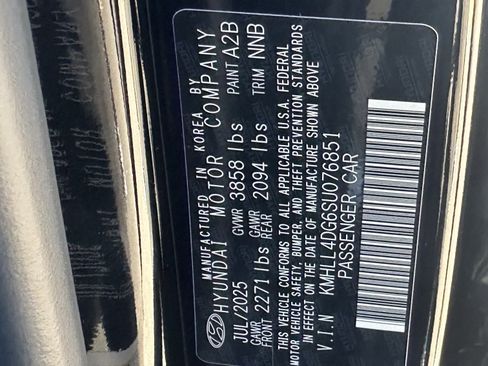 MANUFACTURED IN KOREA BY
HYUNDAI MOTOR COMPANY
JUL/2025 GVWR 3858 lbs PAINT A2B
GAWR FRONT 2271 lbs GAWR REAR 2094 lbs TRIM NNB
THIS VEHICLE CONFORMS TO ALL APPLICABLE U.S.A. FEDERAL
MOTOR VEHICLE SAFETY, BUMPER, AND THEFT PREVENTION STANDARDS
IN EFFECT ON THE DATE OF MANUFACTURE SHOWN ABOVE
V.I.N KMHLL4DG6SU076851
PASSENGER CAR